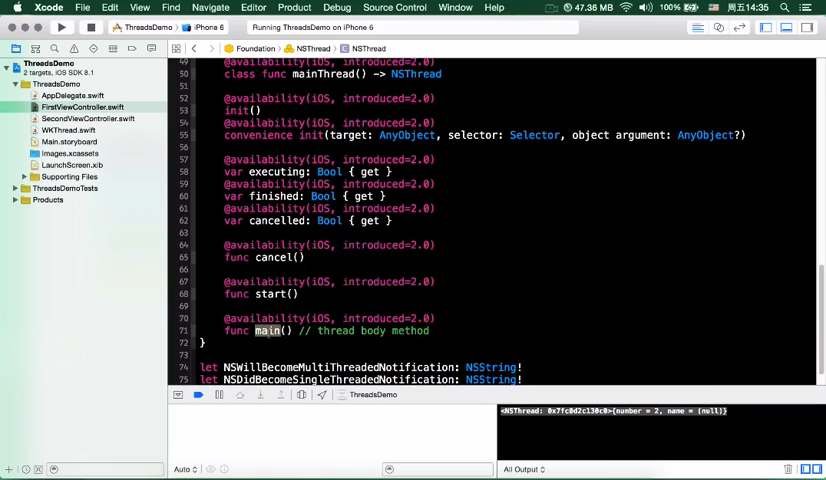 Xcode File Edit View Find Navigate Editor Product Debug Source Control Window Help 47.36 MB 100% 周五14:35
ThreadsDemo iPhone 6 Running ThreadsDemo on iPhone 6
Foundation NSThread NSThread
ThreadsDemo
2 targets, iOS SDK 8.1
ThreadsDemo
AppDelegate.swift
FirstViewController.swift
SecondViewController.swift
WKThread.swift
Main.storyboard
Images.xcassets
LaunchScreen.xib
Supporting Files
ThreadsDemoTests
Products
49 @availability(iOS, introduced=2.0)
50 class func mainThread() -> NSThread
51
52 @availability(iOS, introduced=2.0)
53 init()
54 @availability(iOS, introduced=2.0)
55 convenience init(target: AnyObject, selector: Selector, object argument: AnyObject?)
56
57 @availability(iOS, introduced=2.0)
58 var executing: Bool { get }
59 @availability(iOS, introduced=2.0)
60 var finished: Bool { get }
61 @availability(iOS, introduced=2.0)
62 var cancelled: Bool { get }
63
64 @availability(iOS, introduced=2.0)
65 func cancel()
66
67 @availability(iOS, introduced=2.0)
68 func start()
69
70 @availability(iOS, introduced=2.0)
71 func main() // thread body method
72 }
73
74 let NSWillBecomeMultiThreadedNotification: NSString!
75 let NSDidBecomeSingleThreadedNotification: NSString!
ThreadsDemo
<NSThread: 0x7fc0d2c130c0>{number = 2, name = (null)}
Auto
All Output